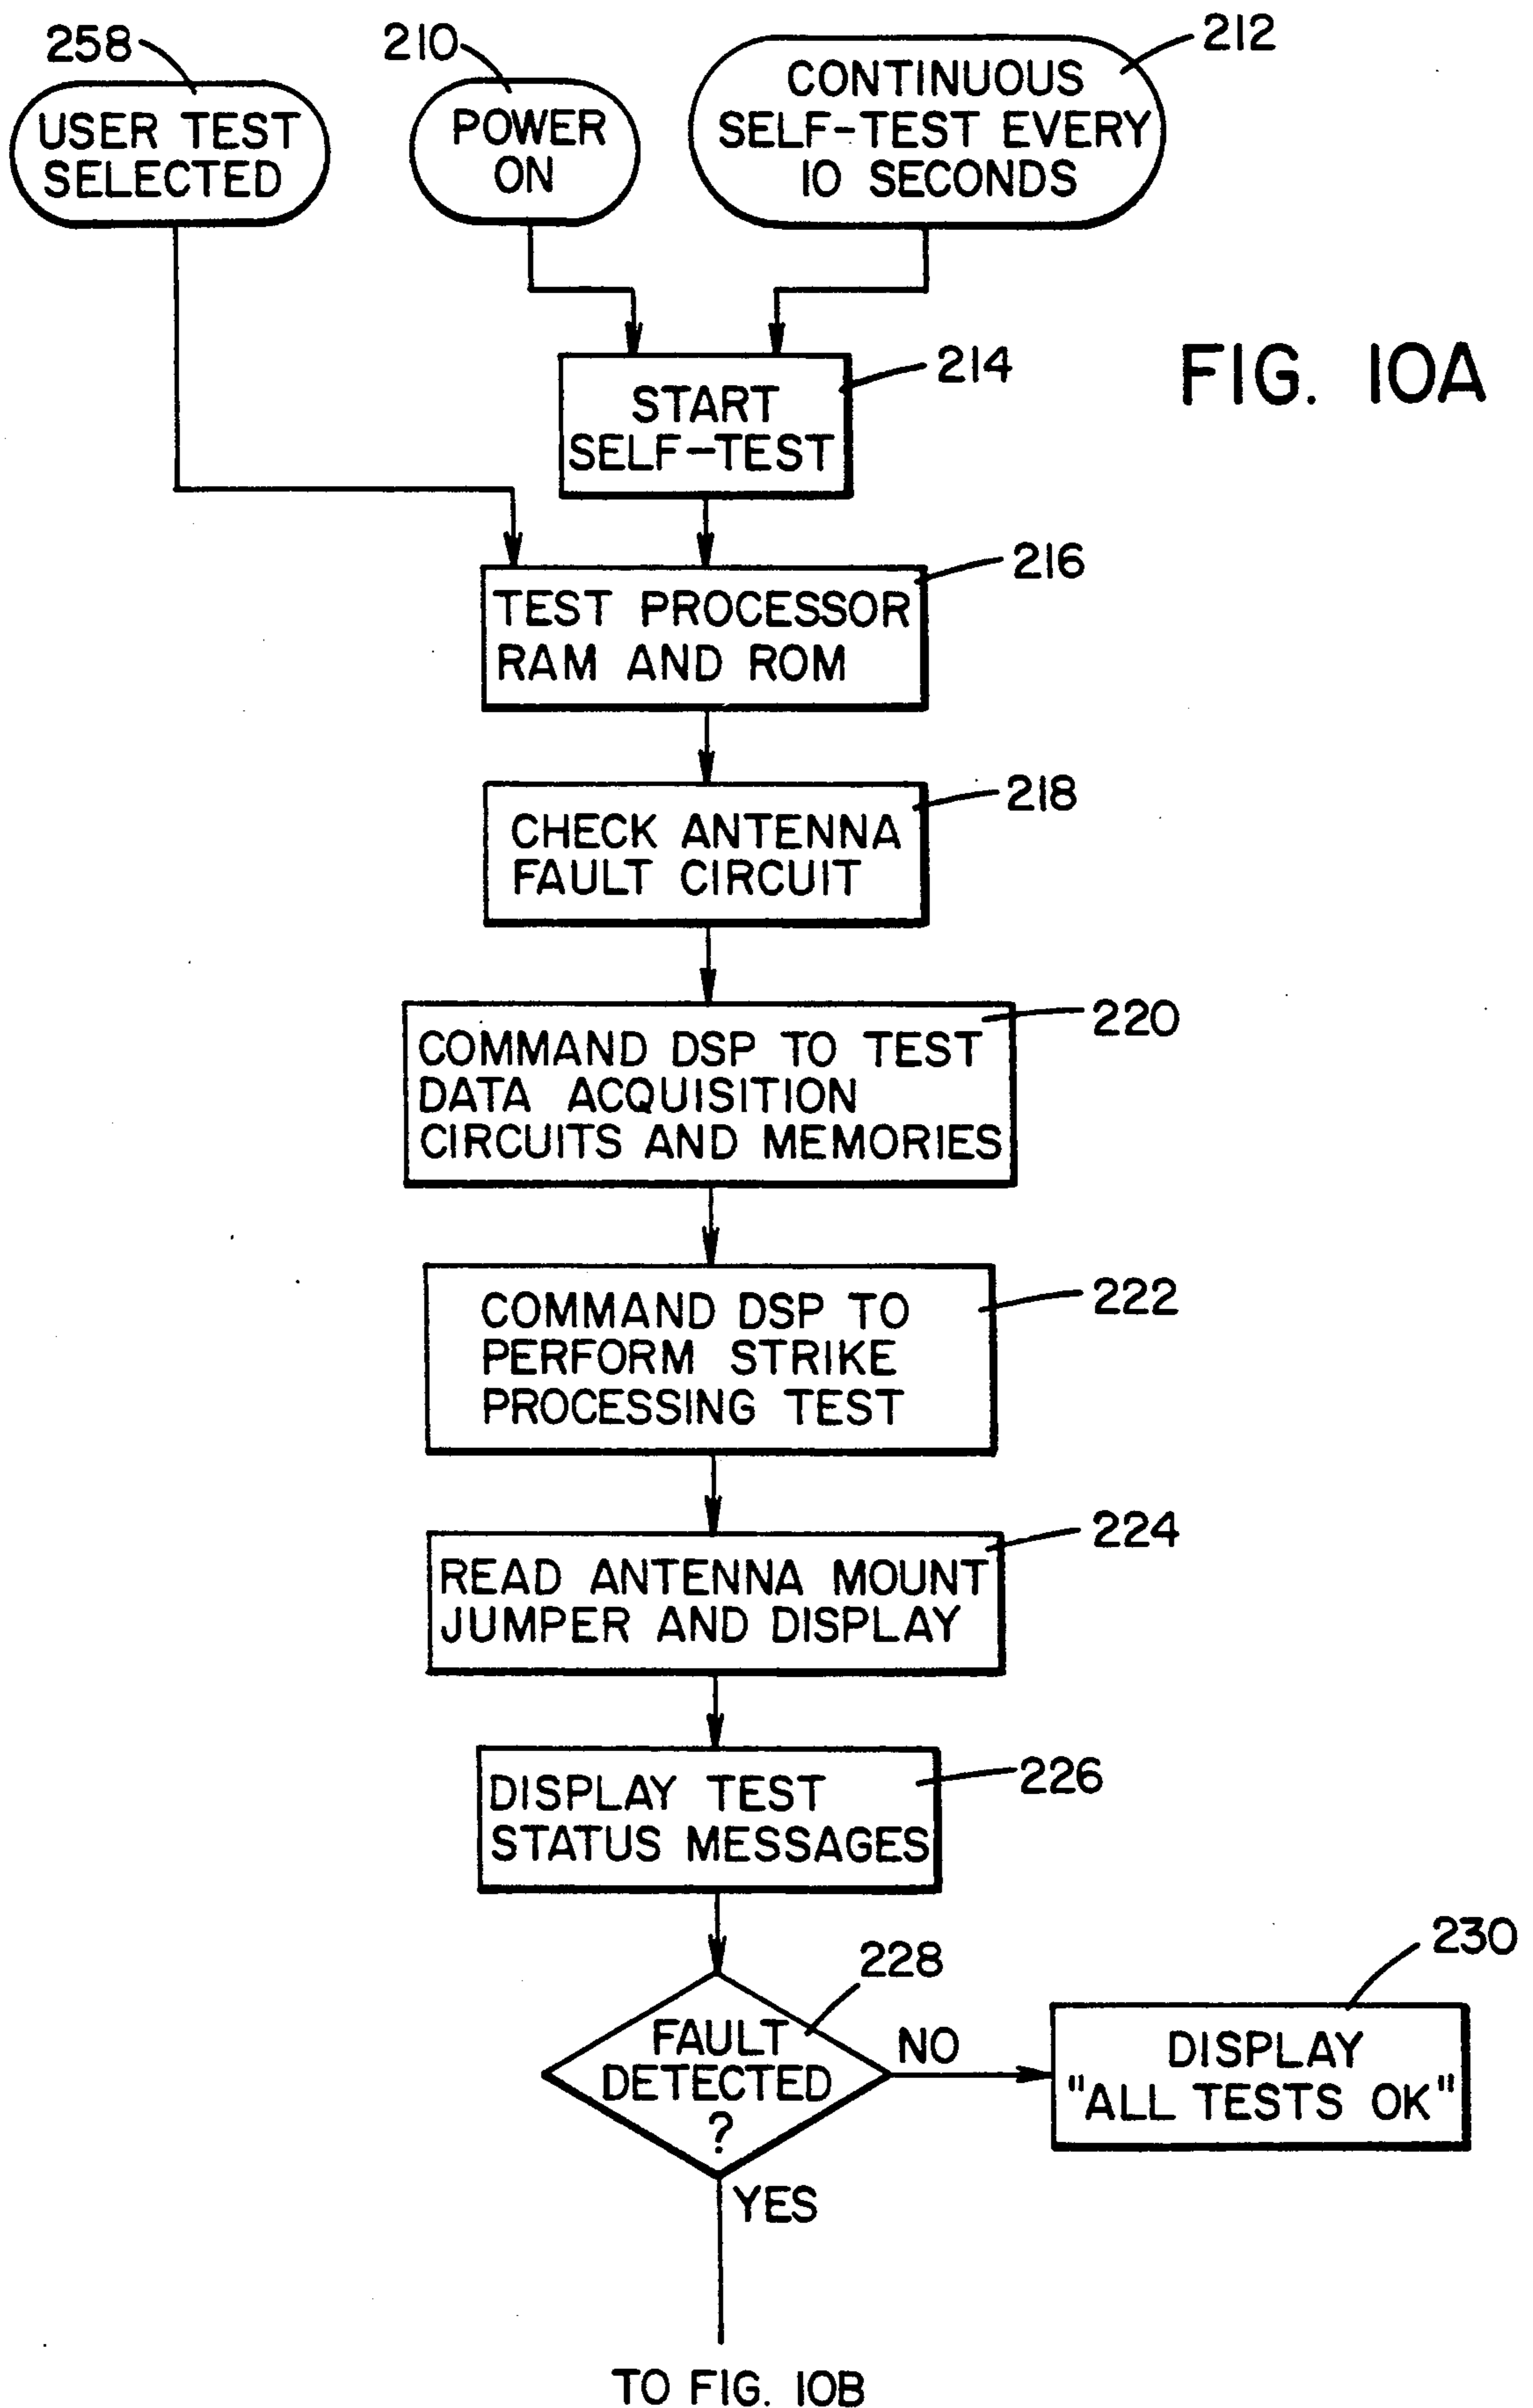 258
210
212
USER TEST
SELECTED
POWER
ON
CONTINUOUS
SELF-TEST EVERY
10 SECONDS
FIG. 10A
214
START
SELF-TEST
216
TEST PROCESSOR
RAM AND ROM
218
CHECK ANTENNA
FAULT CIRCUIT
220
COMMAND DSP TO TEST
DATA ACQUISITION
CIRCUITS AND MEMORIES
222
COMMAND DSP TO
PERFORM STRIKE
PROCESSING TEST
224
READ ANTENNA MOUNT
JUMPER AND DISPLAY
226
DISPLAY TEST
STATUS MESSAGES
228
FAULT
DETECTED
?
NO
230
DISPLAY
"ALL TESTS OK"
YES
TO FIG. 10B